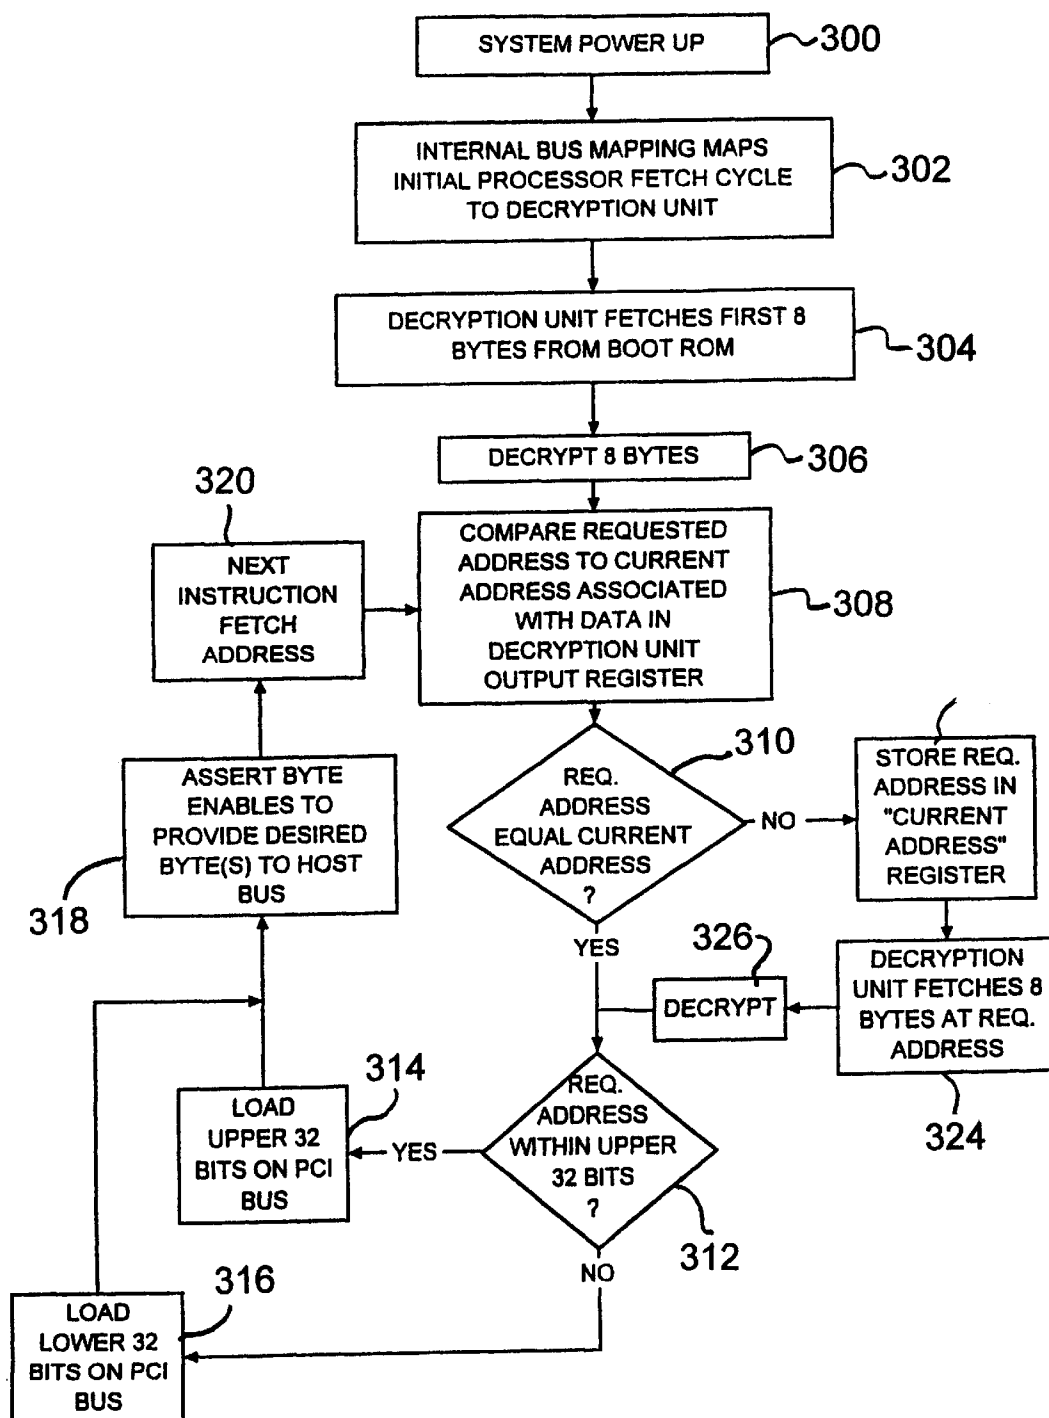 SYSTEM POWER UP
300
INTERNAL BUS MAPPING MAPS
INITIAL PROCESSOR FETCH CYCLE
TO DECRYPTION UNIT
302
DECRYPTION UNIT FETCHES FIRST 8
BYTES FROM BOOT ROM
304
DECRYPT 8 BYTES
306
320
NEXT
INSTRUCTION
FETCH
ADDRESS
COMPARE REQUESTED
ADDRESS TO CURRENT
ADDRESS ASSOCIATED
WITH DATA IN
DECRYPTION UNIT
OUTPUT REGISTER
308
310
REQ.
ADDRESS
EQUAL CURRENT
ADDRESS
?
NO
YES
STORE REQ.
ADDRESS IN
"CURRENT
ADDRESS"
REGISTER
ASSERT BYTE
ENABLES TO
PROVIDE DESIRED
BYTE(S) TO HOST
BUS
318
326
DECRYPT
DECRYPTION
UNIT FETCHES 8
BYTES AT REQ.
ADDRESS
324
314
LOAD
UPPER 32
BITS ON PCI
BUS
YES
REQ.
ADDRESS
WITHIN UPPER
32 BITS
?
312
NO
316
LOAD
LOWER 32
BITS ON PCI
BUS